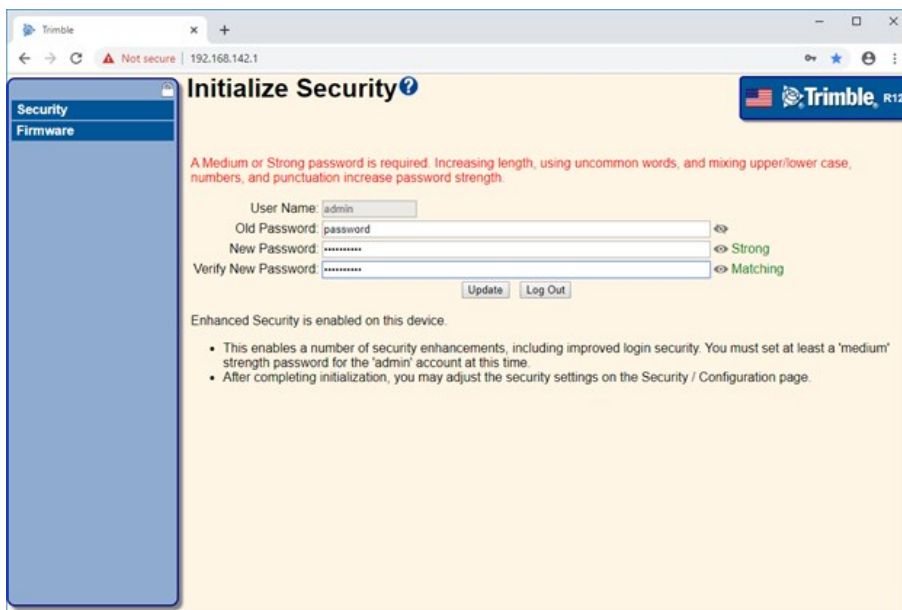 Trimble
Not secure | 192.168.142.1
Initialize Security
Trimble. R12
Security
Firmware
A Medium or Strong password is required. Increasing length, using uncommon words, and mixing upper/lower case,
numbers, and punctuation increase password strength.
User Name: admin
Old Password: password
New Password: •••••••••• Strong
Verify New Password: •••••••••• Matching
Update Log Out
Enhanced Security is enabled on this device.
• This enables a number of security enhancements, including improved login security. You must set at least a 'medium'
strength password for the 'admin' account at this time.
• After completing initialization, you may adjust the security settings on the Security / Configuration page.